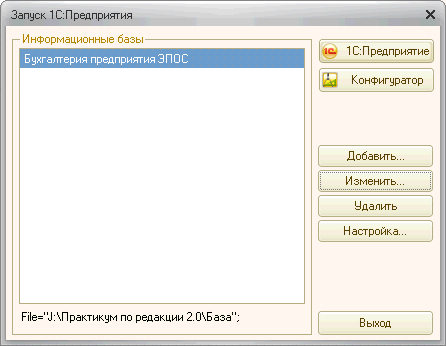 Запуск 1С:Предприятия
Информационные базы
Бухгалтерия предприятия ЭПОС
1С:Предприятие
Конфигуратор
Добавить...
Изменить...
Удалить
Настройка...
File="J:\Практикум по редакции 2.0\База";
Выход